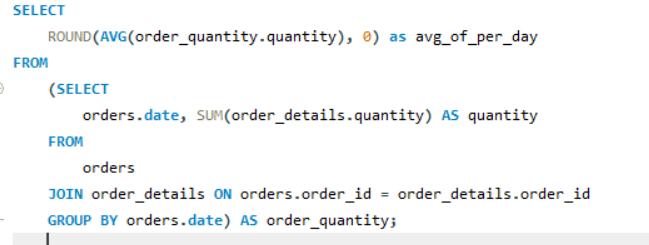 SELECT
ROUND(AVG(order_quantity.quantity), 0) as avg_of_per_day
FROM
(SELECT
orders.date, SUM(order_details.quantity) AS quantity
FROM
orders
JOIN order_details ON orders.order_id = order_details.order_id
GROUP BY orders.date) AS order_quantity;